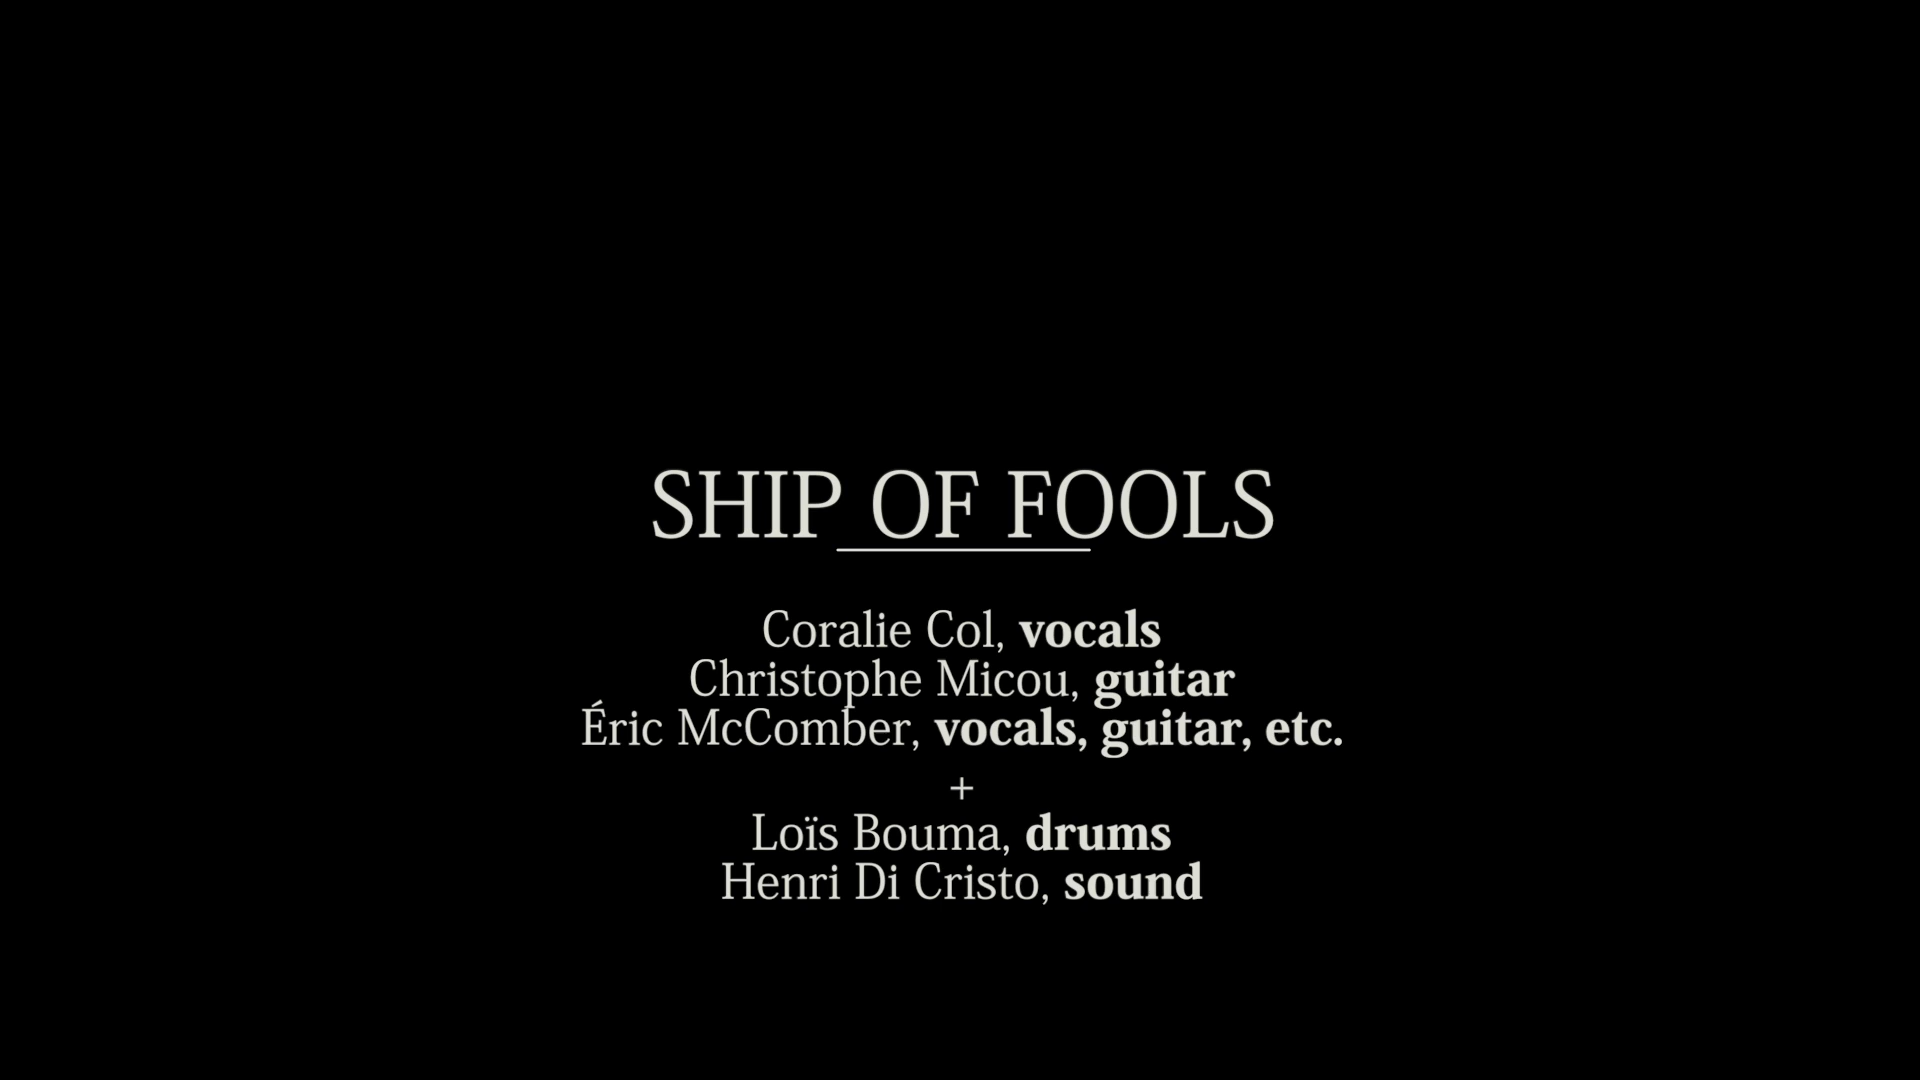 SHIP OF FOOLS
Coralie Col, vocals
Christophe Micou, guitar
Éric McComber, vocals, guitar, etc.
+
Loïs Bouma, drums
Henri Di Cristo, sound